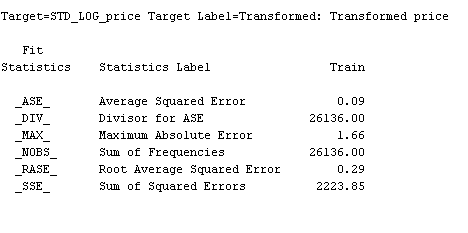 Target=STD_LOG_price Target Label=Transformed: Transformed price
Fit
Statistics Statistics Label Train
_ASE_ Average Squared Error 0.09
_DIV_ Divisor for ASE 26136.00
_MAX_ Maximum Absolute Error 1.66
_NOBS_ Sum of Frequencies 26136.00
_RASE_ Root Average Squared Error 0.29
_SSE_ Sum of Squared Errors 2223.85